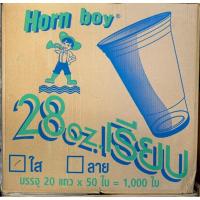 Horn boy®
28oz.เรียบ
ใส ลาย
บรรจุ 20 แถว x 50 ใบ = 1,000 ใบ